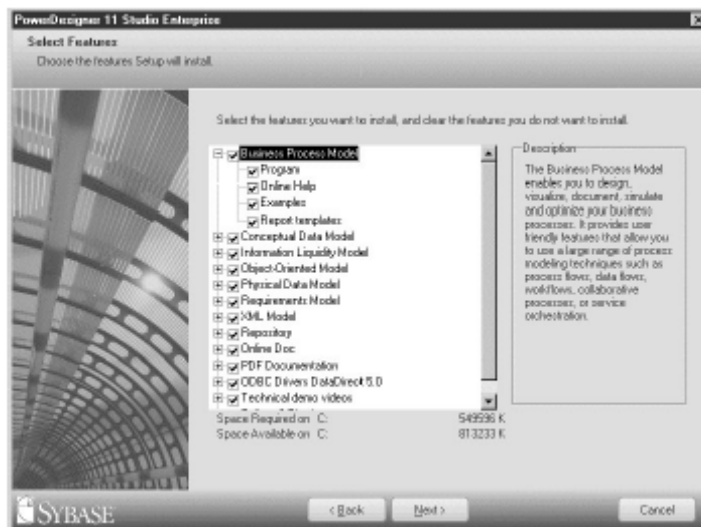 PowerDesigner 11 Studio Enterprise
Select Features
Choose the features Setup will install.
Select the features you want to install, and clear the features you do not want to install.
Business Process Model
Program
Online Help
Examples
Report templates
Conceptual Data Model
Information Liquidity Model
Object-Oriented Model
Physical Data Model
Requirements Model
XML Model
Repository
Online Doc
PDF Documentation
ODBC Drivers DataDirect 5.0
Technical demo videos
Description
The Business Process Model
enables you to design,
visualize, document, simulate
and optimize your business
processes. It provides user
friendly features that allow you
to use a large range of process
modeling techniques such as
process flows, data flows,
workflows, collaborative
processes, or service
orchestration.
Space Required on C: 549596 K
Space Available on C: 813233 K
SYBASE
< Back
Next >
Cancel